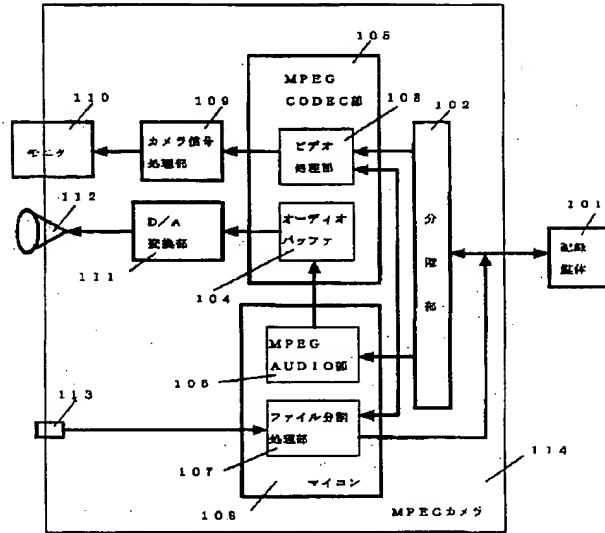 105
110
109
MPEG
CODEC部
103
102
モニタ
カメラ信号
処理部
ビデオ
処理部
112
D/A
変換部
オーディオ
バッファ
101
記録
媒体
分離部
111
104
MPEG
AUDIO部
106
113
ファイル分割
処理部
107
マイコン
114
108
MPEGカメラ